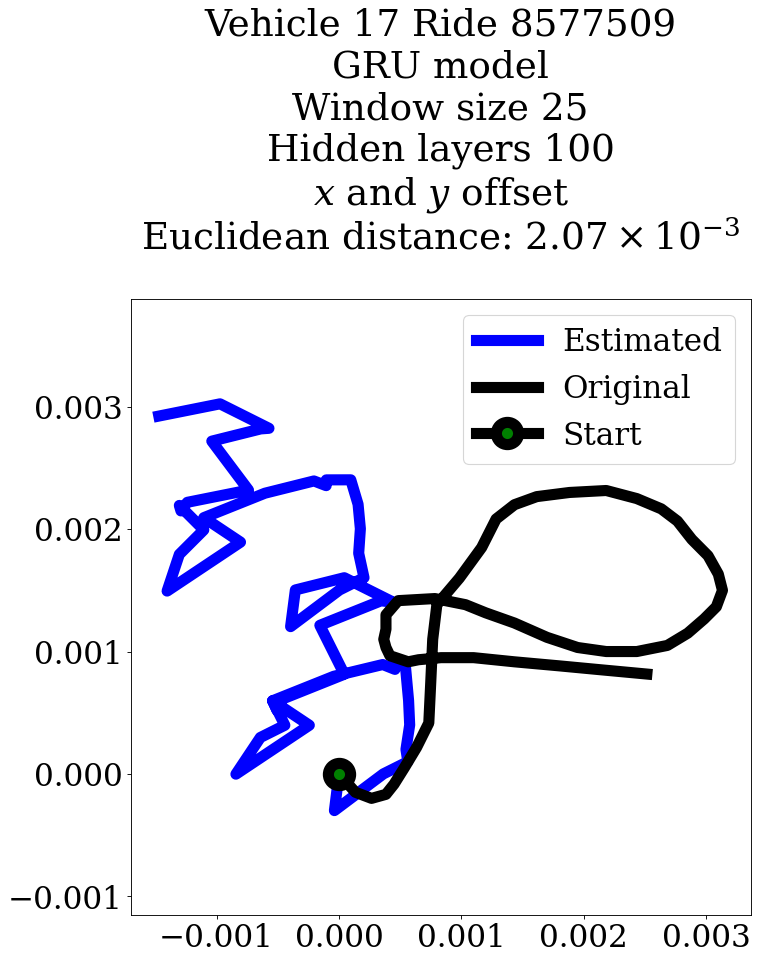 Vehicle 17 Ride 8577509
GRU model
Window size 25
Hidden layers 100
x and y offset
Euclidean distance: 2.07 × 10⁻³
Estimated
Original
Start
0.003
0.002
0.001
0.000
−0.001
−0.001 0.000 0.001 0.002 0.003